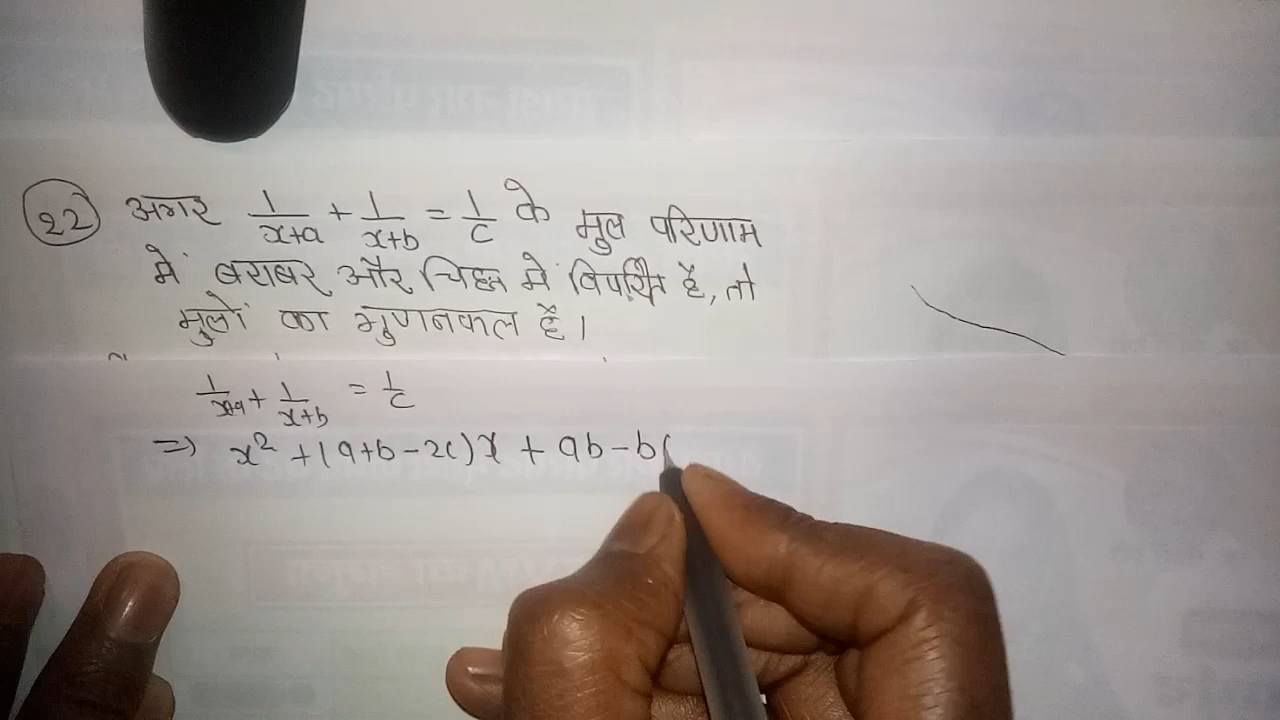 22 अगर 1/x+a + 1/x+b = 1/c के मुल परिणाम
में बराबर और चिह्न में विपरित है, तो
मुलों का गुणनफल है।
1/x+a + 1/x+b = 1/c
=> x² + (a+b-2c)x + ab - bc